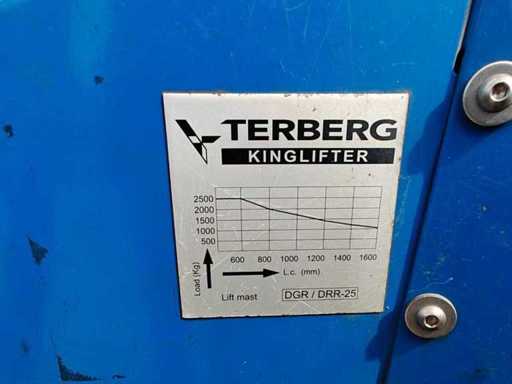 TERBERG
KINGLIFTER
2500
2000
1500
1000
500
600 800 1000 1200 1400 1600
Load (Kg)
L.c. (mm)
Lift mast DGR / DRR-25